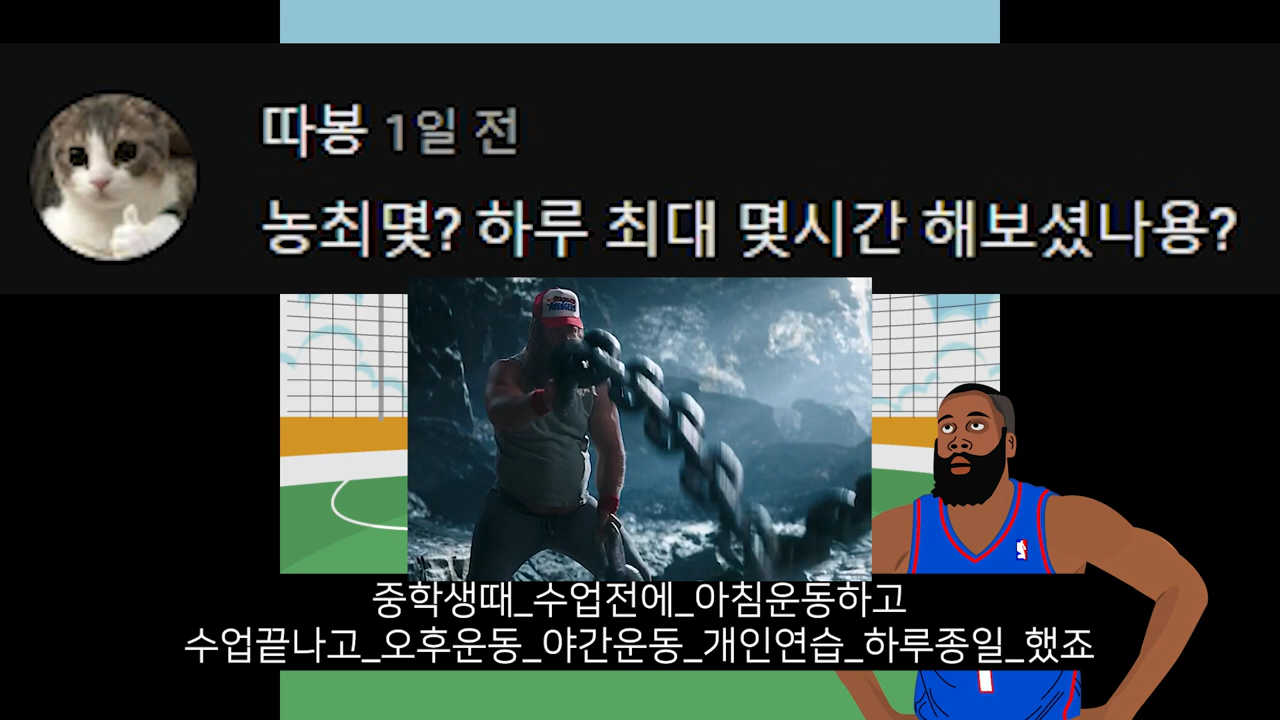 따봉 1일 전
농최몇? 하루 최대 몇시간 해보셨나용?
중학생때_수업전에_아침운동하고
수업끝나고_오후운동_야간운동_개인연습_하루종일_했죠
1